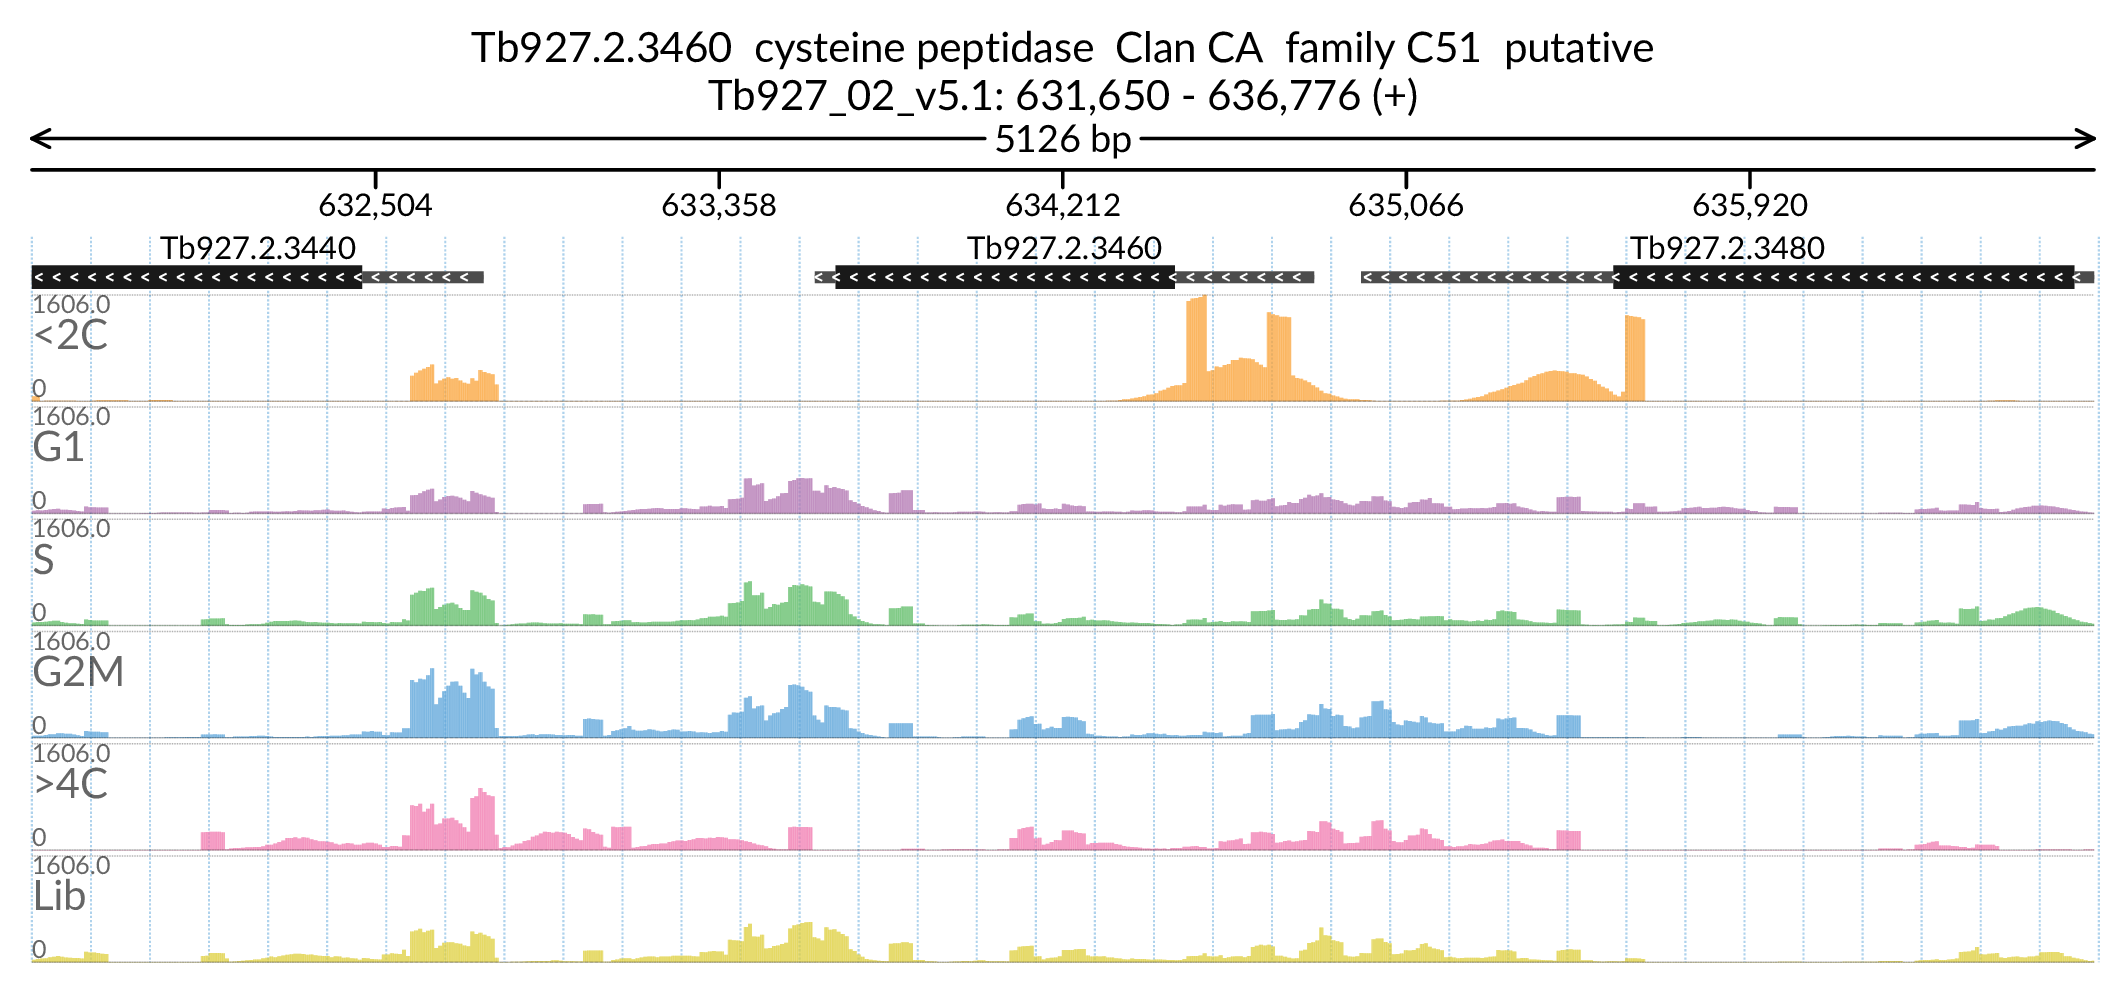 Tb927.2.3460 cysteine peptidase Clan CA family C51 putative
Tb927_02_v5.1: 631,650 - 636,776 (+)
5126 bp
632,504 633,358 634,212 635,066 635,920
Tb927.2.3440 Tb927.2.3460 Tb927.2.3480
1606.0
<2C
0
1606.0
G1
0
1606.0
S
0
1606.0
G2M
0
1606.0
>4C
0
1606.0
Lib
0